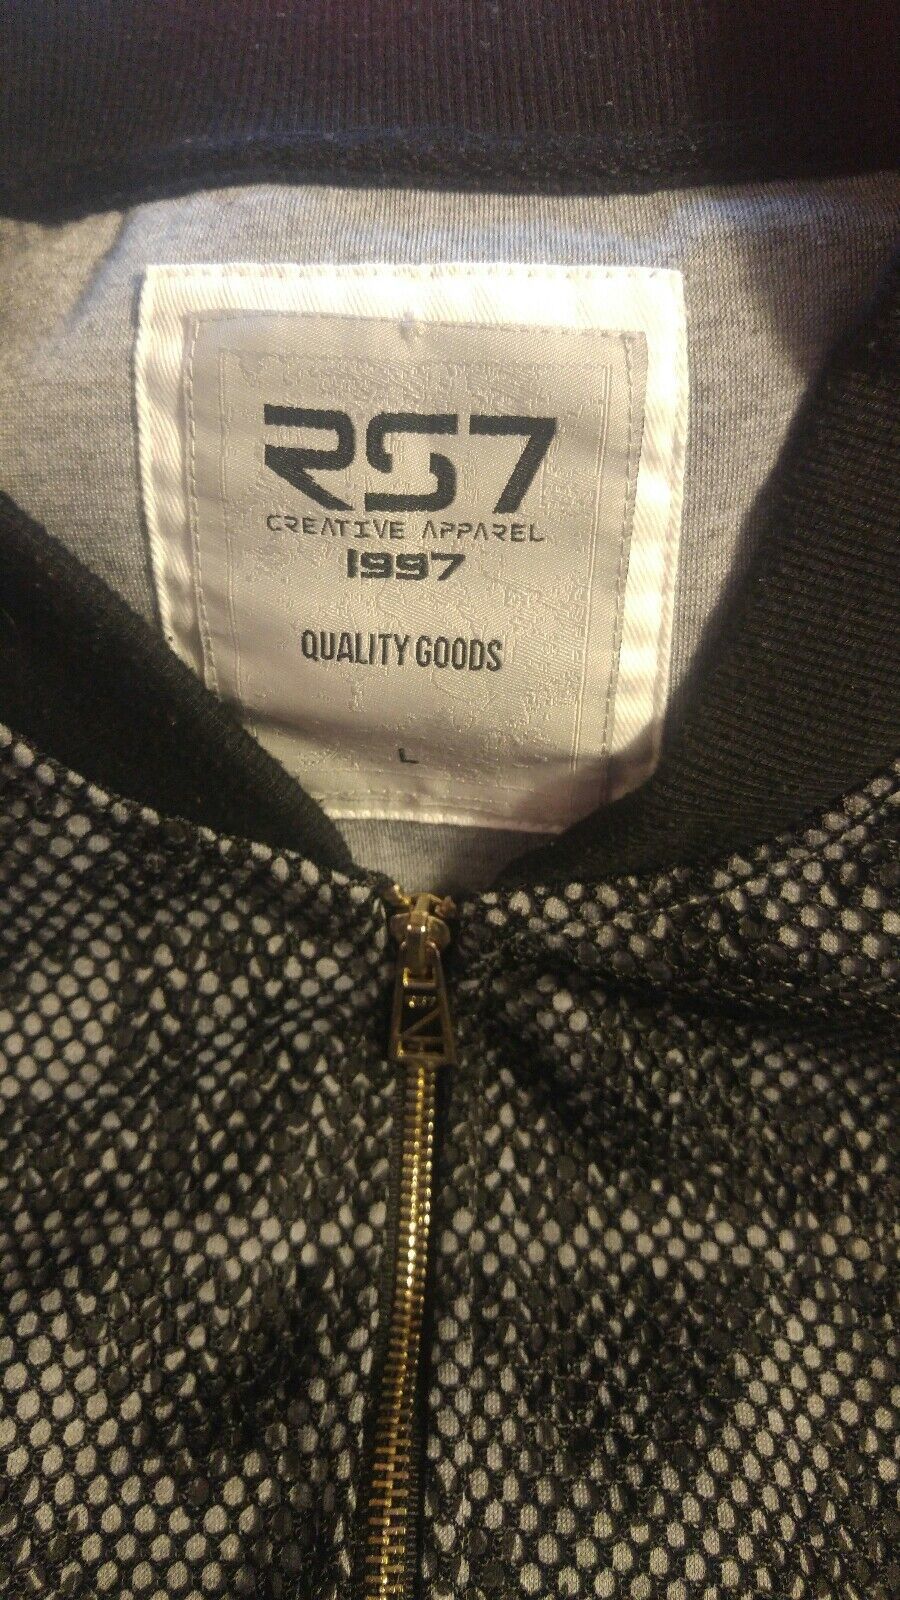 RS7
CREATIVE APPAREL
1997
QUALITY GOODS
L